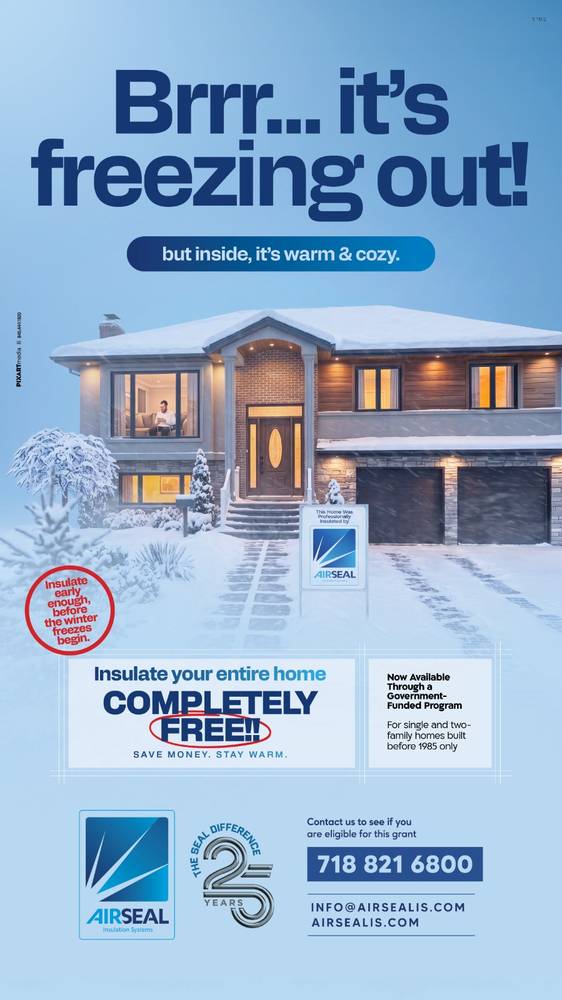 Brrr... it's
freezing out!
but inside, it's warm & cozy.
PIXARTmedia
This Home Was
Professionally
Insulated by
AIRSEAL
Insulate
early
enough,
before
the winter
freezes
begin.
Insulate your entire home
COMPLETELY
FREE!!
SAVE MONEY. STAY WARM.
Now Available
Through a
Government-
Funded Program
For single and two-
family homes built
before 1985 only
AIRSEAL
Insulation Systems
THE SEAL DIFFERENCE
25
YEARS
Contact us to see if you
are eligible for this grant
718 821 6800
INFO@AIRSEALIS.COM
AIRSEALIS.COM